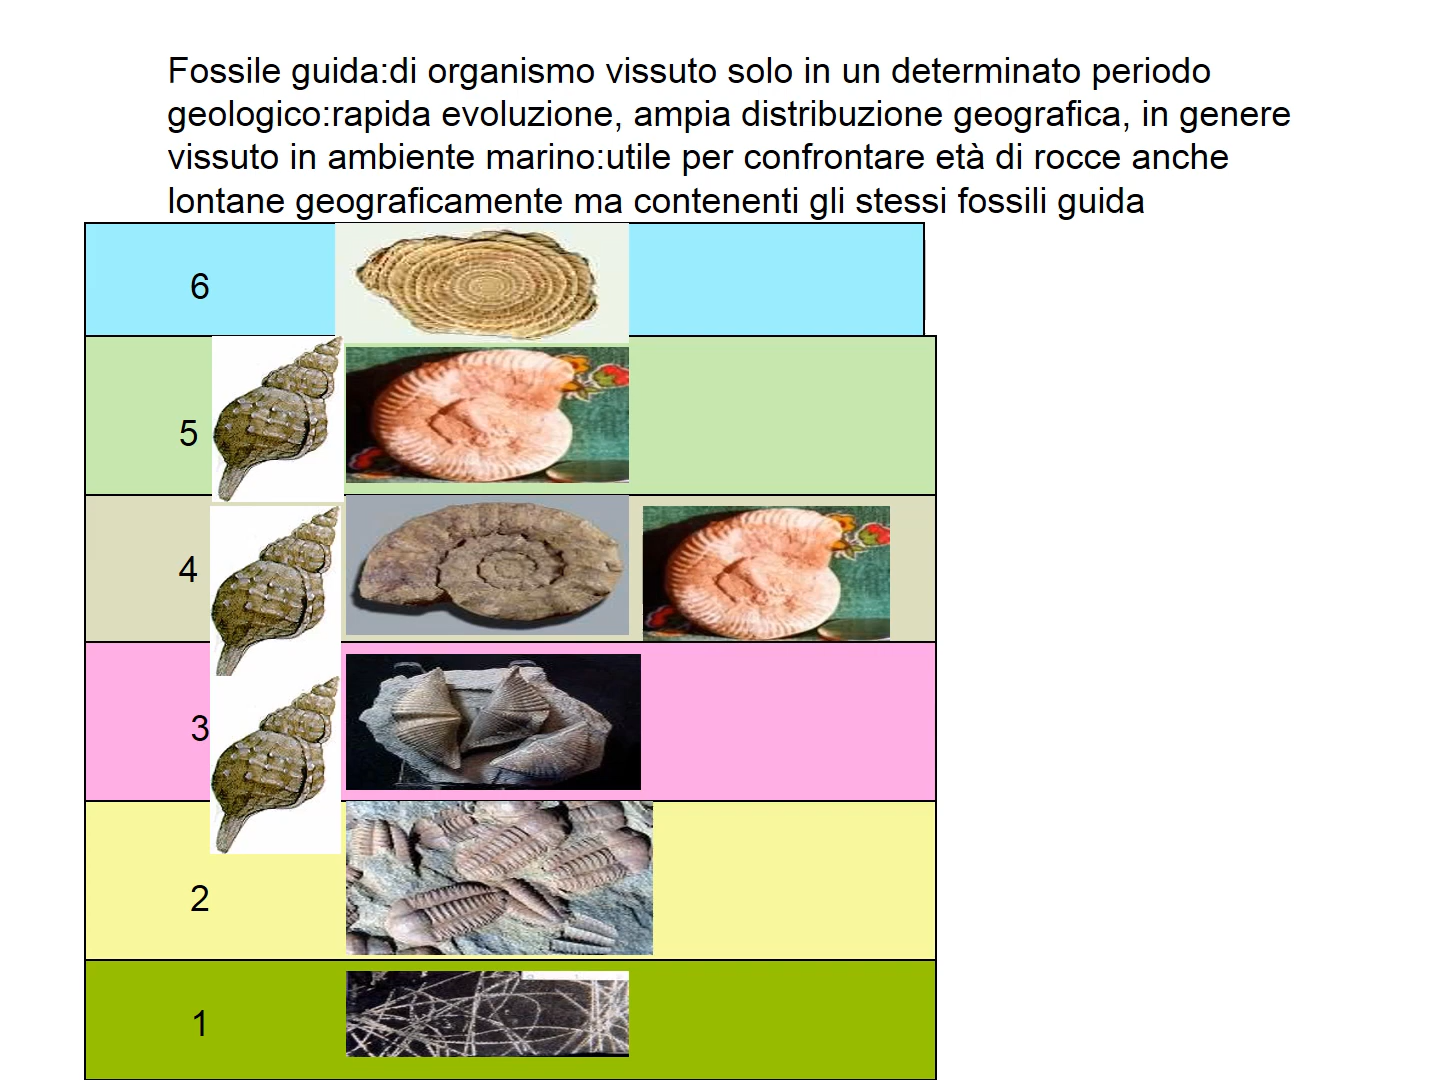 Fossile guida:di organismo vissuto solo in un determinato periodo
geologico:rapida evoluzione, ampia distribuzione geografica, in genere
vissuto in ambiente marino:utile per confrontare età di rocce anche
lontane geograficamente ma contenenti gli stessi fossili guida
6
5
4
3
2
1